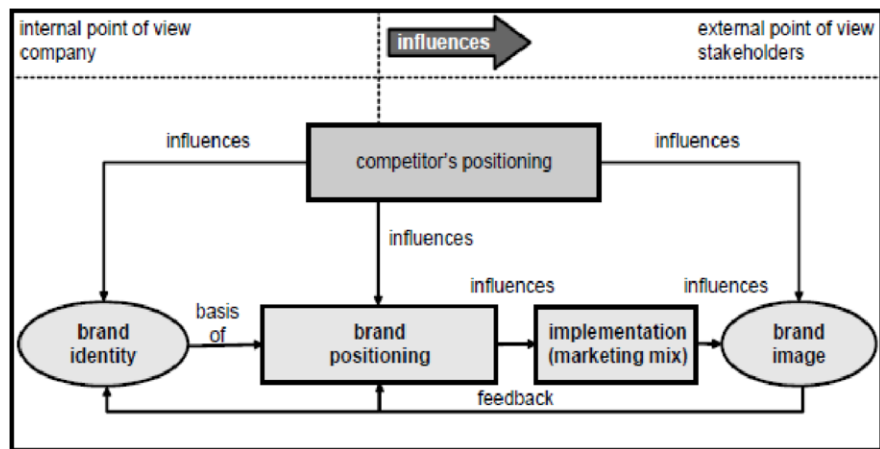 internal point of view
company
influences
external point of view
stakeholders
influences
competitor's positioning
influences
influences
basis
of
influences
influences
brand
identity
brand
positioning
implementation
(marketing mix)
brand
image
feedback